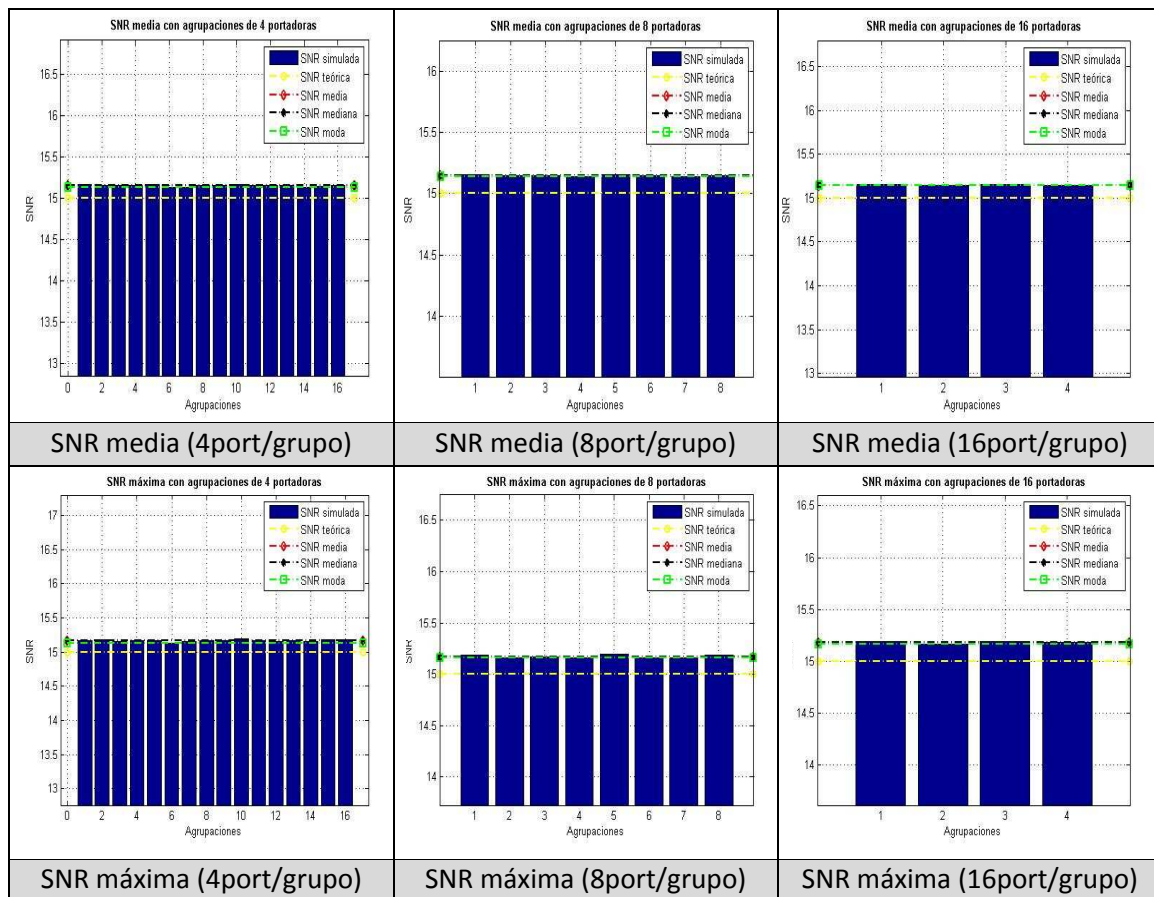 SNR media con agrupaciones de 4 portadoras
SNR simulada
SNR teórica
SNR media
SNR mediana
SNR moda
16.5
16
15.5
15
14.5
14
13.5
13
SNR
0 2 4 6 8 10 12 14 16
Agrupaciones
SNR media (4port/grupo)
SNR media con agrupaciones de 8 portadoras
SNR simulada
SNR teórica
SNR media
SNR mediana
SNR moda
16
15.5
15
14.5
14
SNR
1 2 3 4 5 6 7 8
Agrupaciones
SNR media (8port/grupo)
SNR media con agrupaciones de 16 portadoras
SNR simulada
SNR teórica
SNR media
SNR mediana
SNR moda
16.5
16
15.5
15
14.5
14
13.5
13
SNR
1 2 3 4
Agrupaciones
SNR media (16port/grupo)
SNR máxima con agrupaciones de 4 portadoras
SNR simulada
SNR teórica
SNR media
SNR mediana
SNR moda
17
16.5
16
15.5
15
14.5
14
13.5
13
SNR
0 2 4 6 8 10 12 14 16
Agrupaciones
SNR máxima (4port/grupo)
SNR máxima con agrupaciones de 8 portadoras
SNR simulada
SNR teórica
SNR media
SNR mediana
SNR moda
16.5
16
15.5
15
14.5
14
SNR
1 2 3 4 5 6 7 8
Agrupaciones
SNR máxima (8port/grupo)
SNR máxima con agrupaciones de 16 portadoras
SNR simulada
SNR teórica
SNR media
SNR mediana
SNR moda
16.5
16
15.5
15
14.5
14
SNR
1 2 3 4
Agrupaciones
SNR máxima (16port/grupo)